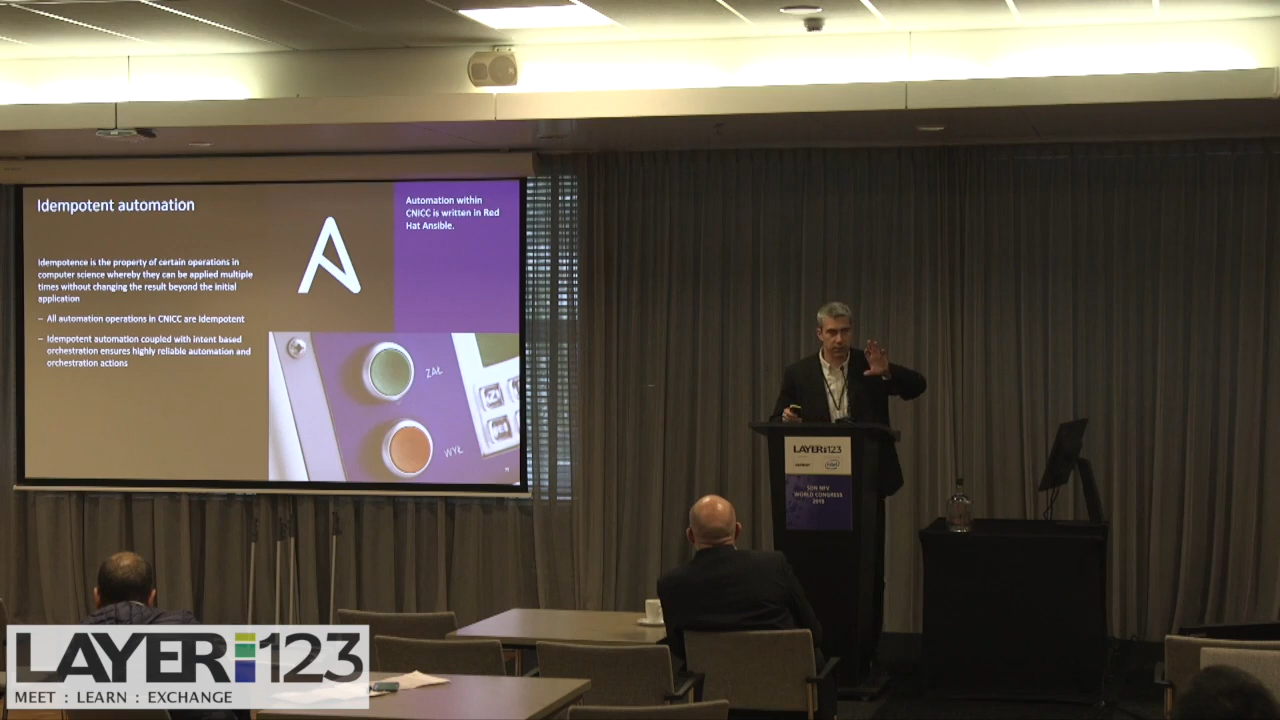 Idempotent automation
Automation within
CNICC is written in Red
Hat Ansible.
Idempotence is the property of certain operations in
computer science whereby they can be applied multiple
times without changing the result beyond the initial
application
– All automation operations in CNICC are idempotent
– Idempotent automation coupled with intent based
orchestration ensures highly reliable automation and
orchestration actions
ZAŁ
WYŁ
LAYER123
intel
SDN NFV
WORLD CONGRESS
2019
LAYER123
MEET : LEARN : EXCHANGE